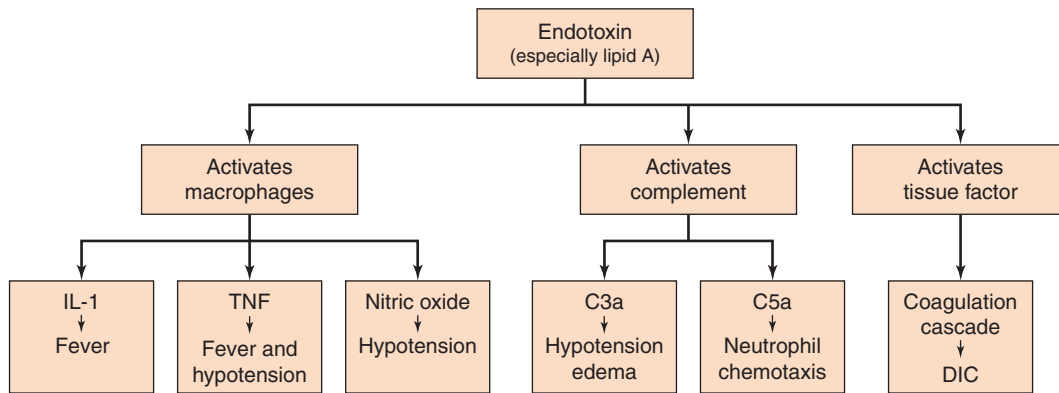 Endotoxin
(especially lipid A)
Activates
macrophages
Activates
complement
Activates
tissue factor
IL-1
Fever
TNF
Fever and
hypotension
Nitric oxide
Hypotension
C3a
Hypotension
edema
C5a
Neutrophil
chemotaxis
Coagulation
cascade
DIC